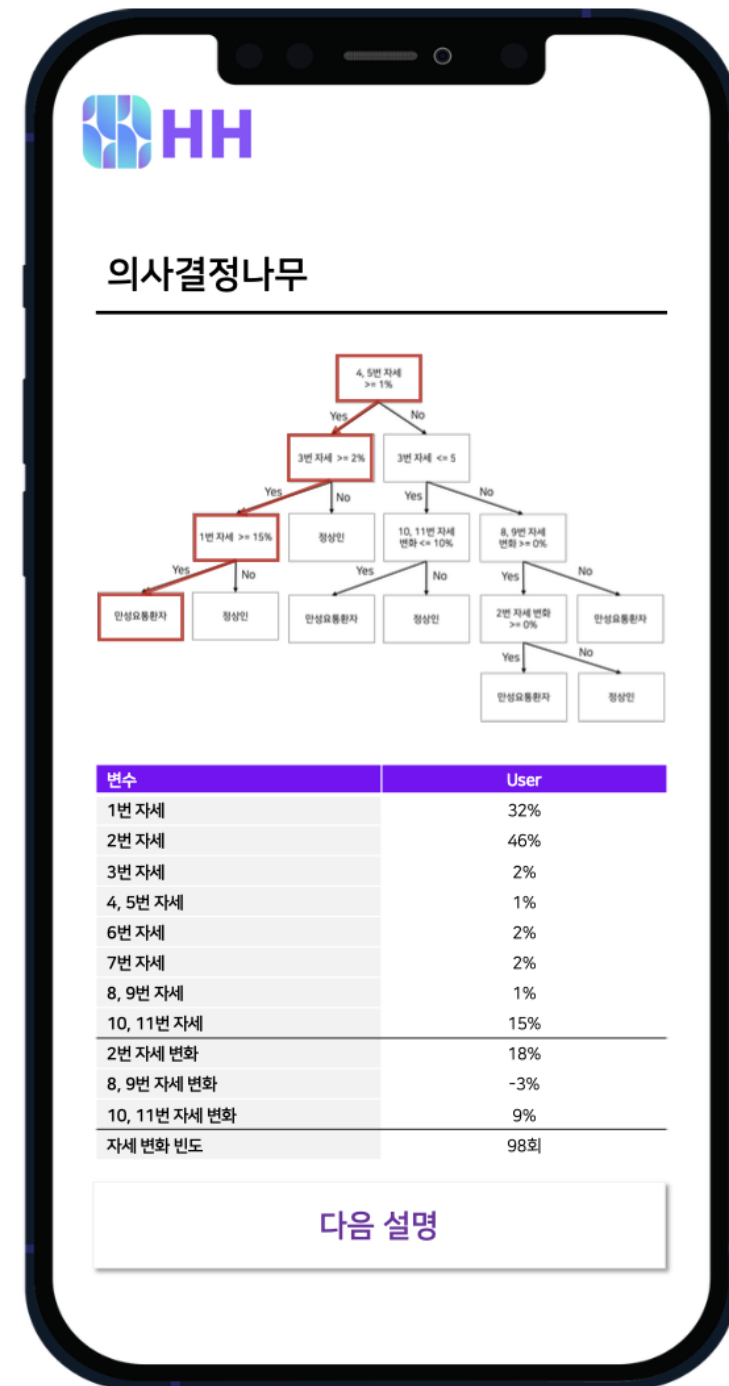 HH
의사결정나무
4, 5번 자세
>= 1%
Yes
No
3번 자세 >= 2%
3번 자세 <= 5
Yes
No
Yes
No
1번 자세 >= 15%
정상인
10, 11번 자세
변화 <= 10%
8, 9번 자세
변화 >= 0%
Yes
No
Yes
No
Yes
No
만성요통환자
정상인
만성요통환자
정상인
2번 자세 변화
>= 0%
만성요통환자
Yes
No
만성요통환자
정상인
변수 User
1번 자세 32%
2번 자세 46%
3번 자세 2%
4, 5번 자세 1%
6번 자세 2%
7번 자세 2%
8, 9번 자세 1%
10, 11번 자세 15%
2번 자세 변화 18%
8, 9번 자세 변화 -3%
10, 11번 자세 변화 9%
자세 변화 빈도 98회
다음 설명